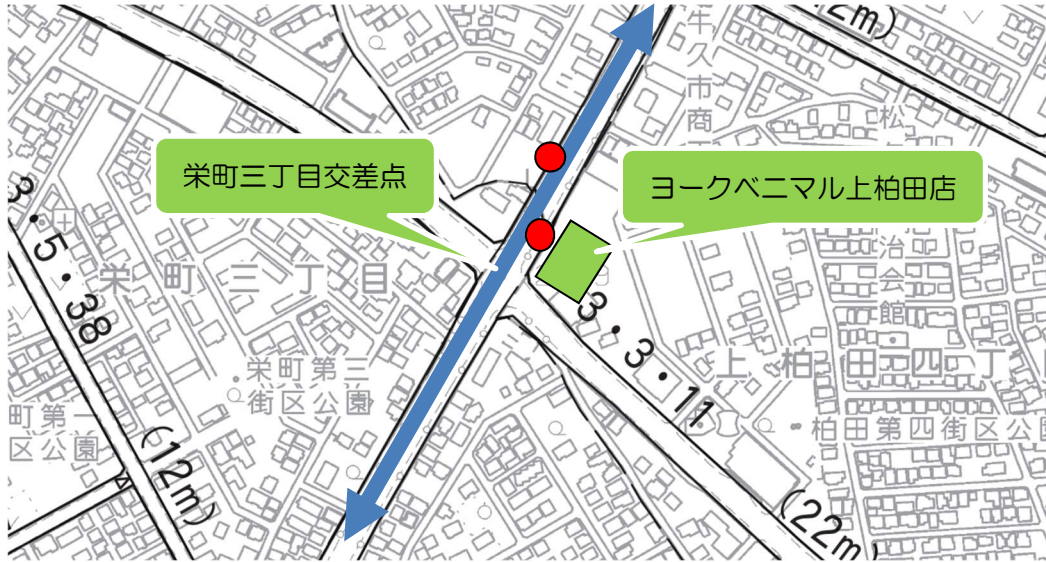 栄町三丁目交差点
ヨークベニマル上柏田店
栄町三丁目
3・5・38
(12m)
栄町第三
街区公園
町第一
区公園
3・3・11
(22m)
上柏田四丁
柏田第四街区公
牛久市商
2m)
松
治会館